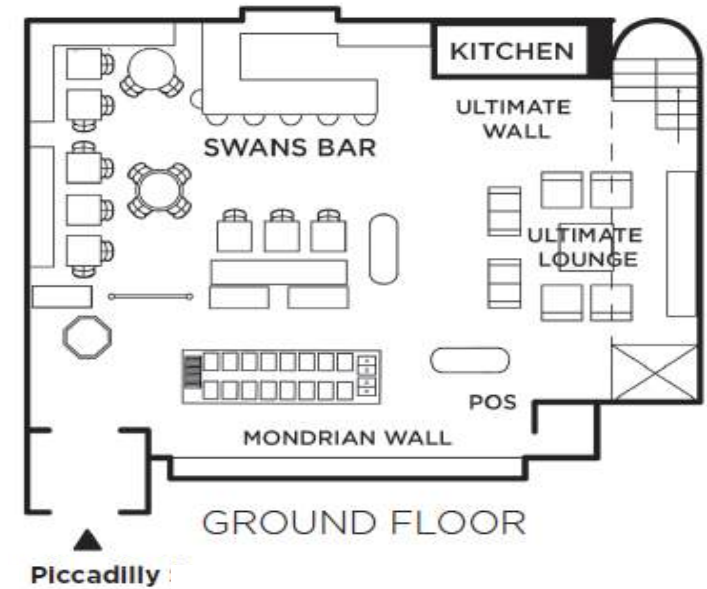 KITCHEN
ULTIMATE
WALL
SWANS BAR
ULTIMATE
LOUNGE
POS
MONDRIAN WALL
GROUND FLOOR
Piccadilly